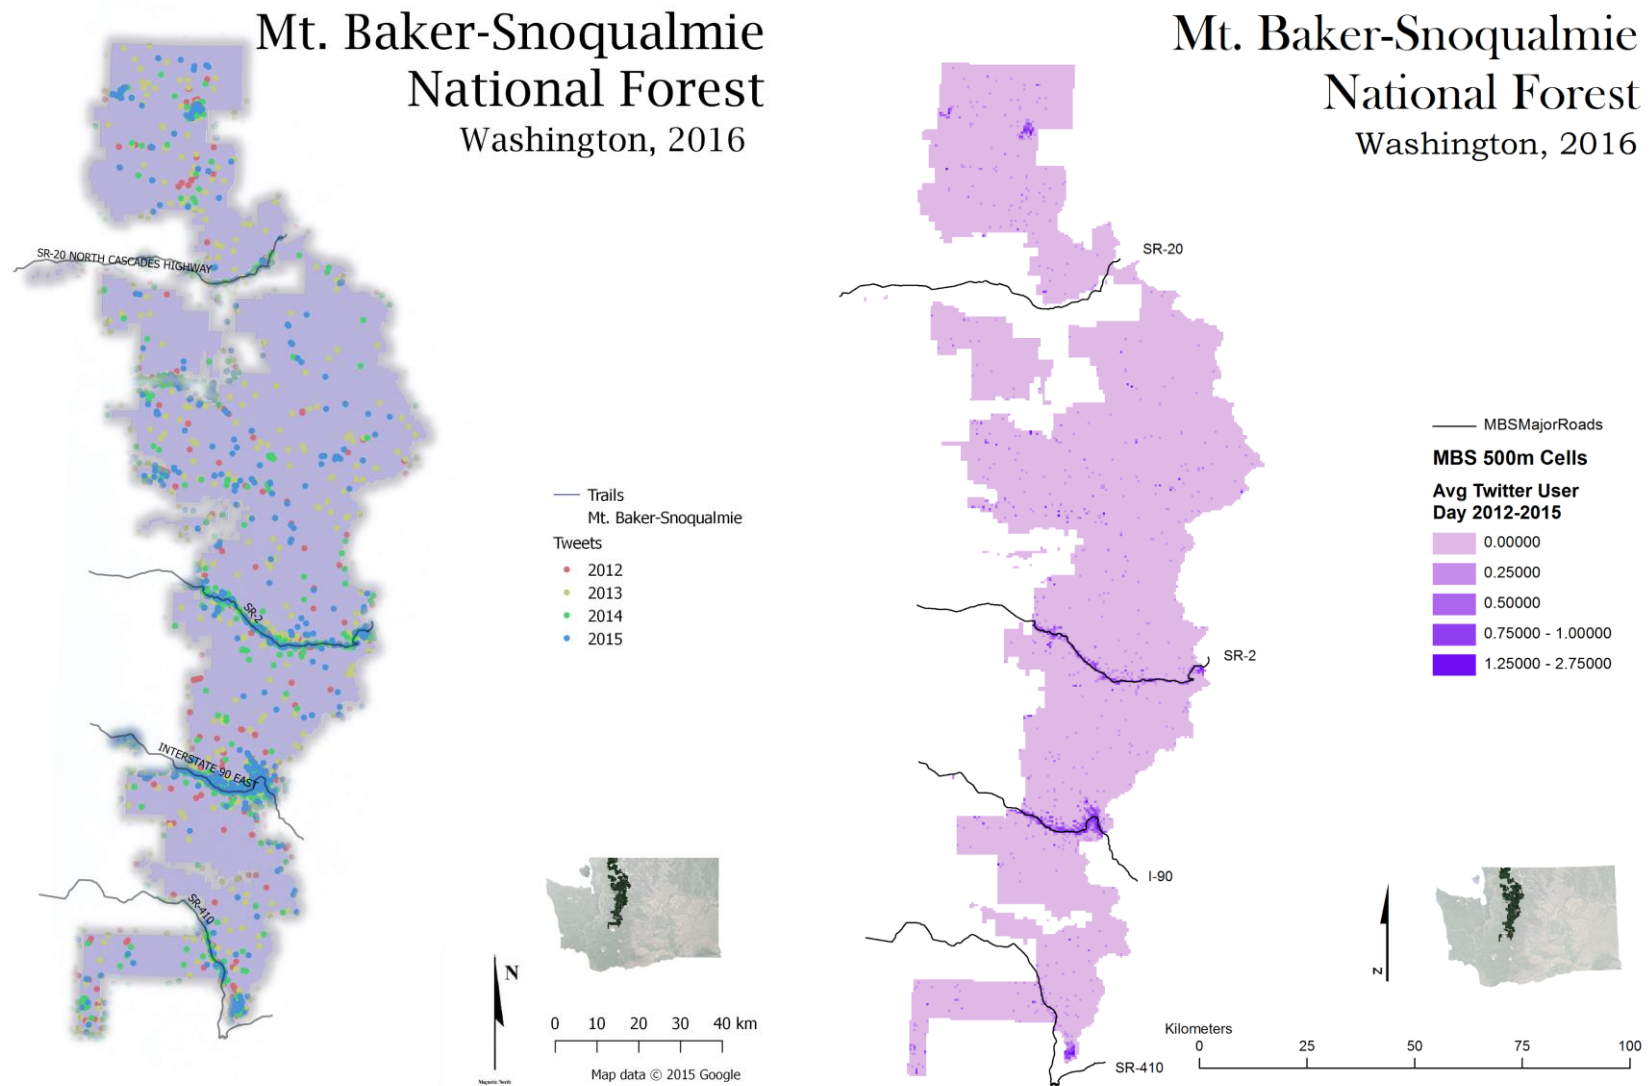 Mt. Baker-Snoqualmie
National Forest
Washington, 2016
SR-20 NORTH CASCADES HIGHWAY
Trails
Mt. Baker-Snoqualmie
Tweets
2012
2013
2014
2015
SR-2
INTERSTATE 90 EAST
SR-410
N
Magnetic North
0 10 20 30 40 km
Map data © 2015 Google
Mt. Baker-Snoqualmie
National Forest
Washington, 2016
SR-20
MBSMajorRoads
MBS 500m Cells
Avg Twitter User
Day 2012-2015
0.00000
0.25000
0.50000
0.75000 - 1.00000
1.25000 - 2.75000
SR-2
I-90
N
Kilometers
0 25 50 75 100
SR-410